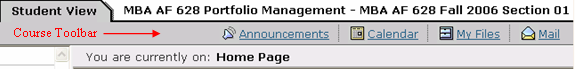 Student View MBA AF 628 Portfolio Management - MBA AF 628 Fall 2006 Section 01
Course Toolbar Announcements Calendar My Files Mail
You are currently on: Home Page